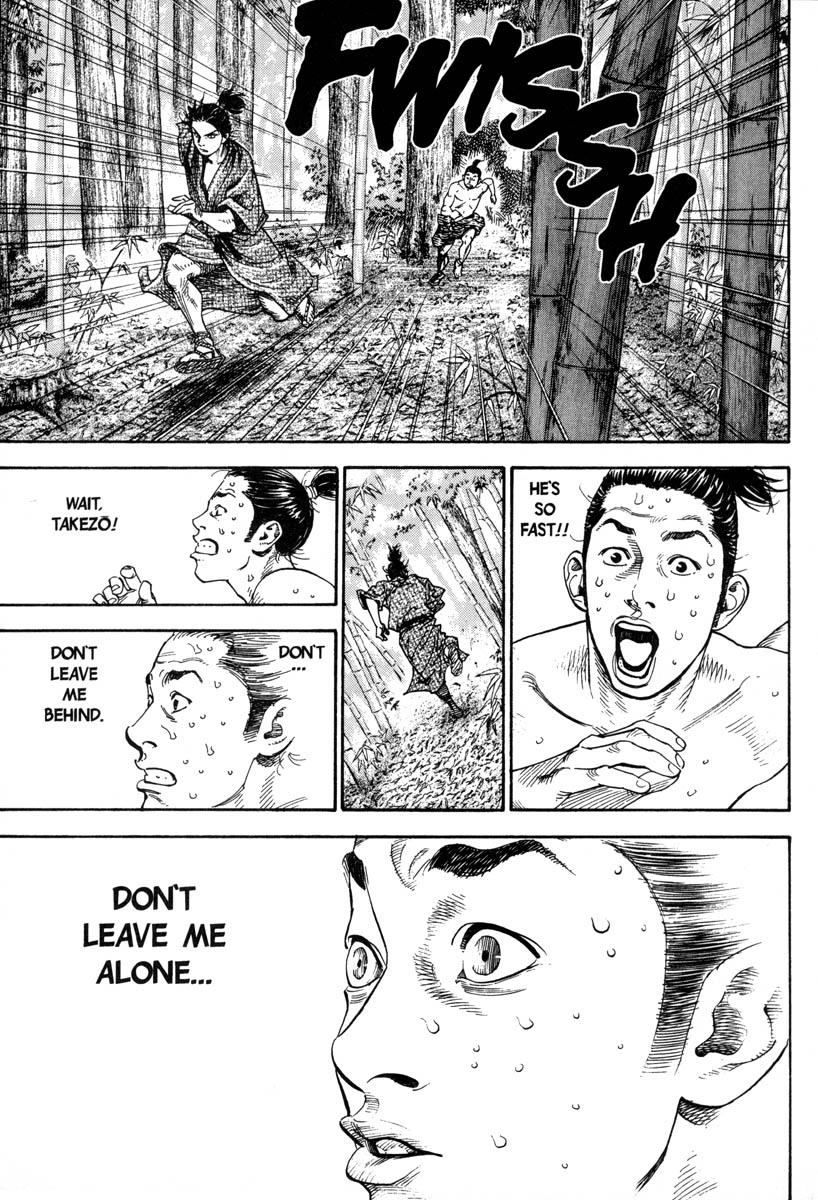 FWISSH
HE'S
SO
FAST!!
WAIT,
TAKEZŌ!
DON'T
...
DON'T
LEAVE
ME
BEHIND.
DON'T
LEAVE ME
ALONE...